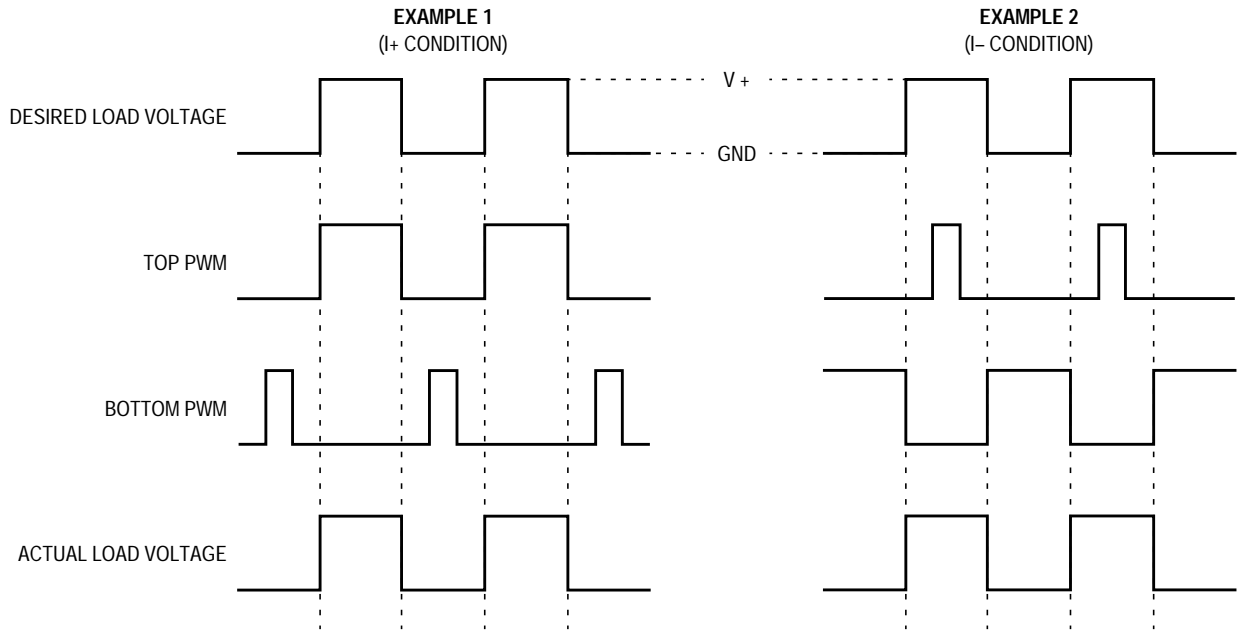 EXAMPLE 1
(I+ CONDITION)
EXAMPLE 2
(I– CONDITION)
V +
DESIRED LOAD VOLTAGE
GND
TOP PWM
BOTTOM PWM
ACTUAL LOAD VOLTAGE